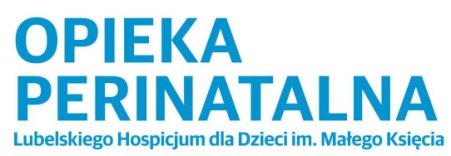 OPIEKA
PERINATALNA
Lubelskiego Hospicjum dla Dzieci im. Małego Księcia